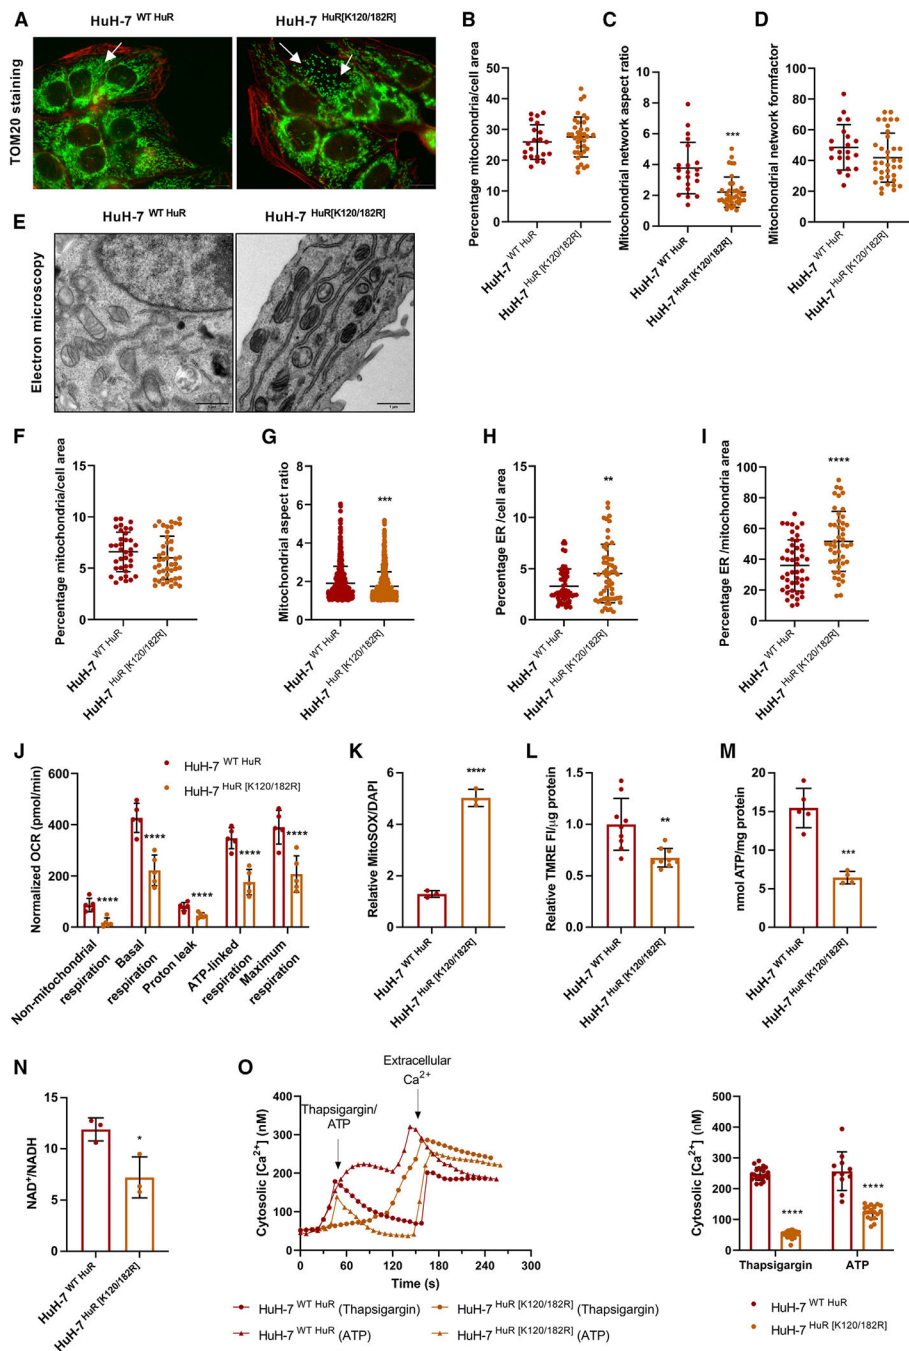 A
HuH-7 WT HuR
HuH-7 HuR[K120/182R]
TOM20 staining
B
Percentage mitochondria/cell area
50
40
30
20
10
0
HuH-7 WT HuR
HuH-7 HuR [K120/182R]
C
Mitochondrial network aspect ratio
10
8
6
4
2
0
***
HuH-7 WT HuR
HuH-7 HuR [K120/182R]
D
Mitochondrial network formfactor
100
80
60
40
20
0
HuH-7 WT HuR
HuH-7 HuR [K120/182R]
E
HuH-7 WT HuR
HuH-7 HuR[K120/182R]
Electron microscopy
1 μm
F
Percentage mitochondria/cell area
15
10
5
0
HuH-7 WT HuR
HuH-7 HuR [K120/182R]
G
Mitochondrial aspect ratio
8
6
4
2
0
***
HuH-7 WT HuR
HuH-7 HuR [K120/182R]
H
Percentage ER /cell area
15
10
5
0
**
HuH-7 WT HuR
HuH-7 HuR [K120/182R]
I
Percentage ER /mitochondria area
100
80
60
40
20
0
****
HuH-7 WT HuR
HuH-7 HuR [K120/182R]
J
HuH-7 WT HuR
HuH-7 HuR [K120/182R]
Normalized OCR (pmol/min)
600
400
200
0
****
****
****
****
****
Non-mitochondrial
respiration
Basal
respiration
Proton leak
ATP-linked
respiration
Maximum
respiration
K
Relative MitoSOX/DAPI
6
4
2
0
****
HuH-7 WT HuR
HuH-7 HuR [K120/182R]
L
Relative TMRE FI/μg protein
1.5
1.0
0.5
0.0
**
HuH-7 WT HuR
HuH-7 HuR [K120/182R]
M
nmol ATP/mg protein
20
15
10
5
0
***
HuH-7 WT HuR
HuH-7 HuR [K120/182R]
N
NAD+/NADH
15
10
5
0
*
HuH-7 WT HuR
HuH-7 HuR [K120/182R]
O
Extracellular
Ca2+
Thapsigargin/
ATP
Cytosolic [Ca2+] (nM)
400
300
200
100
0
0
60
120
180
240
300
Time (s)
HuH-7 WT HuR (Thapsigargin)
HuH-7 HuR [K120/182R] (Thapsigargin)
HuH-7 WT HuR (ATP)
HuH-7 HuR [K120/182R] (ATP)
Cytosolic [Ca2+] (nM)
500
400
300
200
100
0
****
****
Thapsigargin
ATP
HuH-7 WT HuR
HuH-7 HuR [K120/182R]